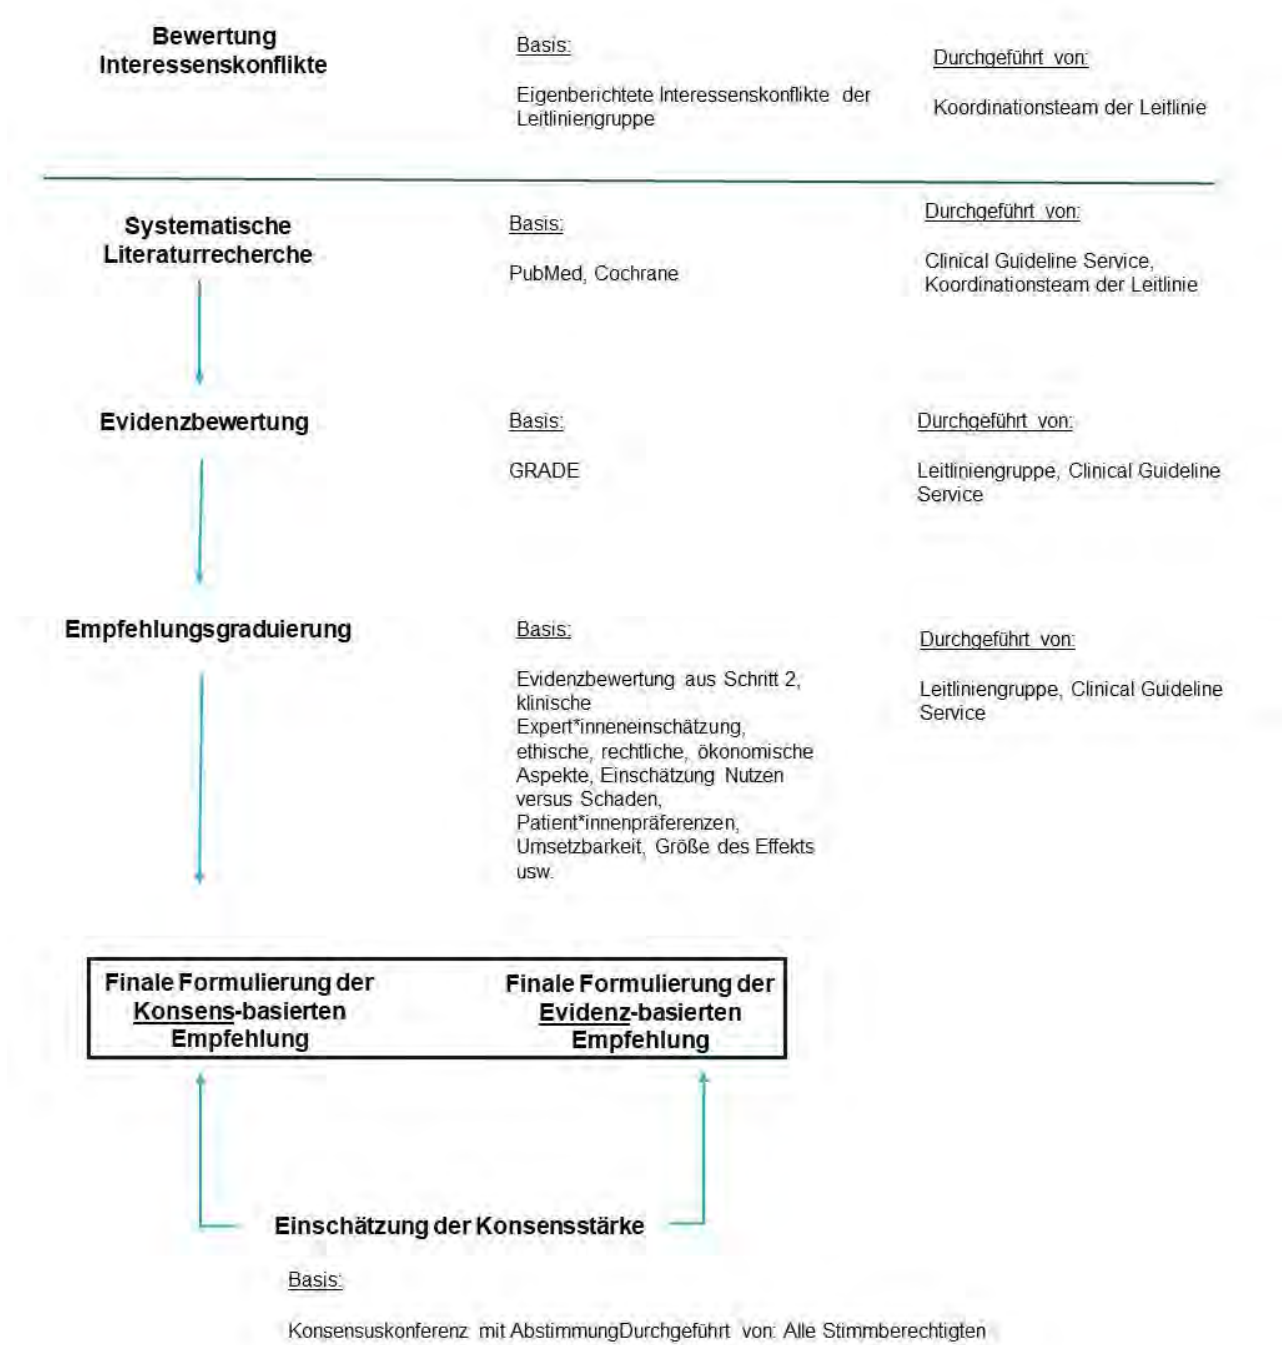 Bewertung
Interessenskonflikte
Basis:
Eigenberichtete Interessenskonflikte der
Leitliniengruppe
Durchgeführt von:
Koordinationsteam der Leitlinie
Systematische
Literaturrecherche
Basis:
PubMed, Cochrane
Durchgeführt von:
Clinical Guideline Service,
Koordinationsteam der Leitlinie
Evidenzbewertung
Basis:
GRADE
Durchgeführt von:
Leitliniengruppe, Clinical Guideline
Service
Empfehlungsgraduierung
Basis:
Evidenzbewertung aus Schritt 2,
klinische
Expert*inneneinschätzung,
ethische, rechtliche, ökonomische
Aspekte, Einschätzung Nutzen
versus Schaden,
Patient*innenpräferenzen,
Umsetzbarkeit, Größe des Effekts
usw.
Durchgeführt von:
Leitliniengruppe, Clinical Guideline
Service
Finale Formulierung der
Konsens-basierten
Empfehlung
Finale Formulierung der
Evidenz-basierten
Empfehlung
Einschätzung der Konsensstärke
Basis:
Konsensuskonferenz mit AbstimmungDurchgeführt von: Alle Stimmberechtigten